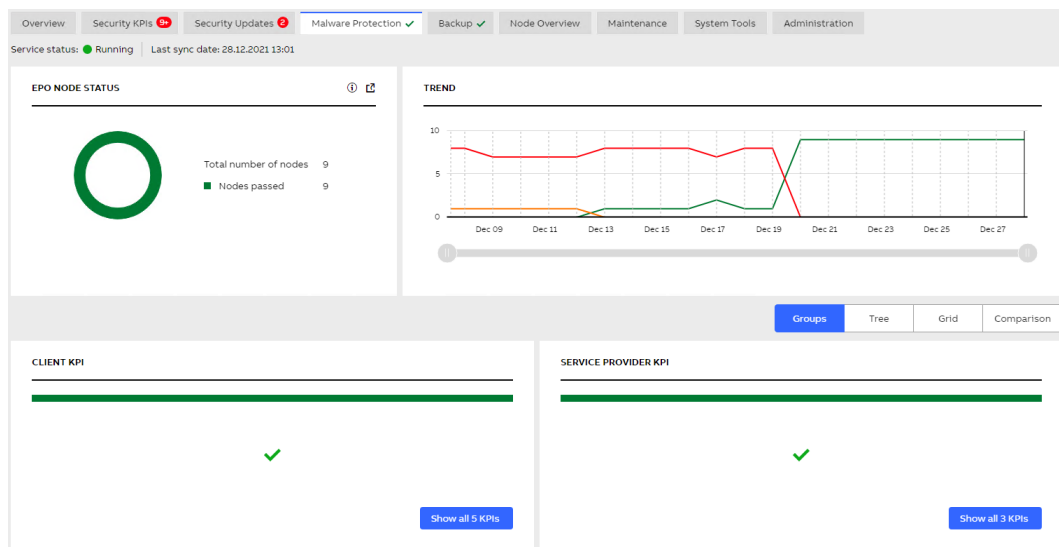 Overview Security KPIs 9+ Security Updates 2 Malware Protection Backup Node Overview Maintenance System Tools Administration
Service status: Running Last sync date: 28.12.2021 13:01
EPO NODE STATUS
Total number of nodes 9
Nodes passed 9
TREND
10
5
0
Dec 09 Dec 11 Dec 13 Dec 15 Dec 17 Dec 19 Dec 21 Dec 23 Dec 25 Dec 27
Groups Tree Grid Comparison
CLIENT KPI
Show all 5 KPIs
SERVICE PROVIDER KPI
Show all 3 KPIs